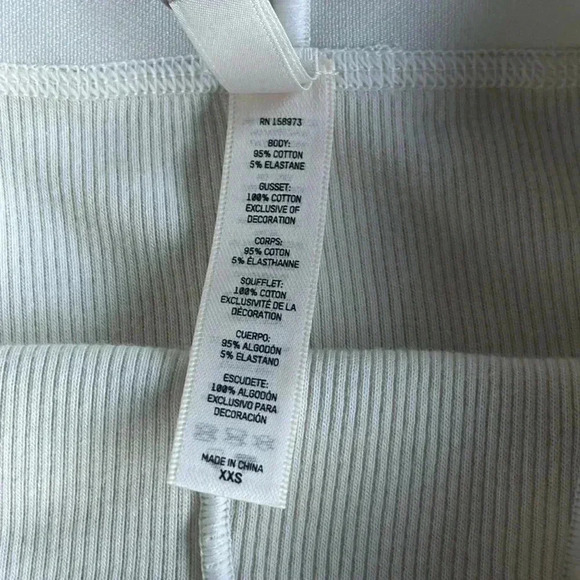 RN 158973
BODY:
95% COTTON
5% ELASTANE
GUSSET:
100% COTTON
EXCLUSIVE OF
DECORATION
CORPS:
95% COTON
5% ÉLASTHANNE
SOUFFLET:
100% COTON
EXCLUSIVITÉ DE LA
DÉCORATION
CUERPO:
95% ALGODÓN
5% ELASTANO
ESCUDETE:
100% ALGODÓN
EXCLUSIVO PARA
DECORACIÓN
MADE IN CHINA
XXS